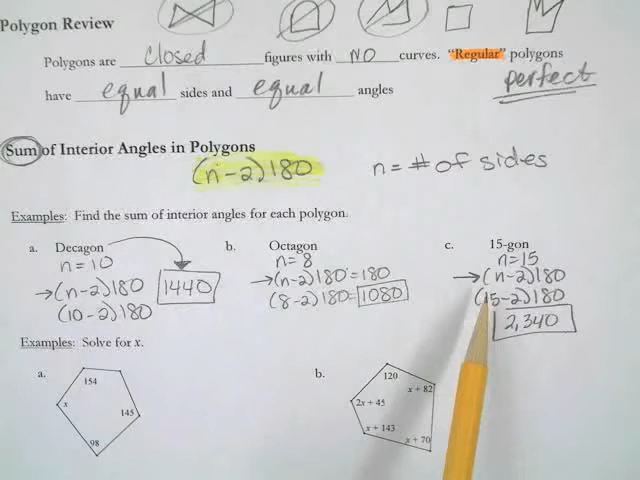 Polygon Review
Polygons are closed figures with NO curves. "Regular" polygons
have equal sides and equal angles
perfect
Sum of Interior Angles in Polygons
(n-2)180
n = # of sides
Examples: Find the sum of interior angles for each polygon.
a. Decagon
n = 10
→(n-2)180
(10-2)180
1440
b. Octagon
n = 8
→(n-2)180=180
(8-2)180=1080
c. 15-gon
n=15
→(n-2)180
(15-2)180
2,340
Examples: Solve for x.
a.
154
x
145
98
b.
120
x + 82
2x + 45
x + 143
x + 70